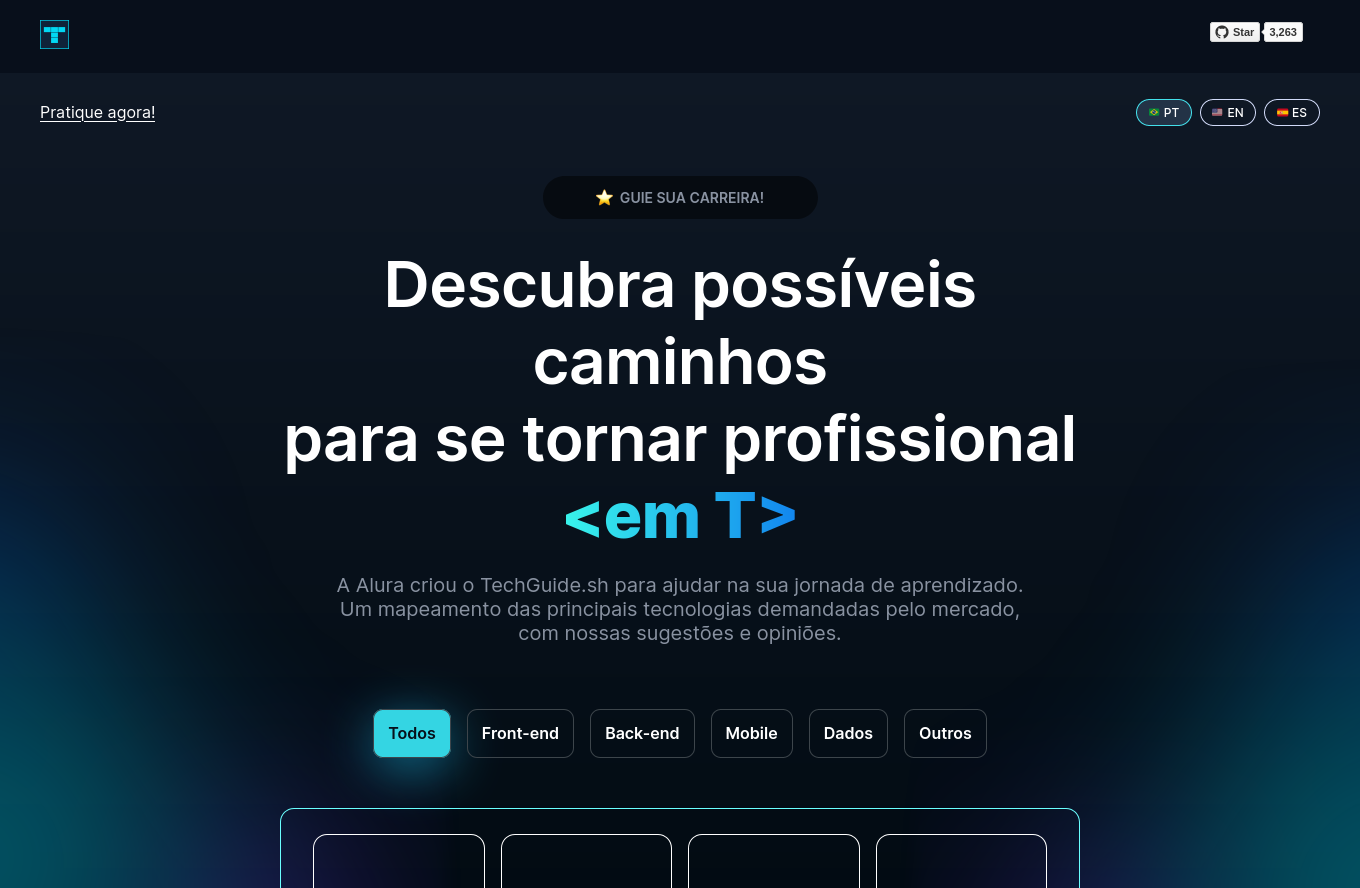 Star
3,263
Pratique agora!
PT
EN
ES
GUIE SUA CARREIRA!
Descubra possíveis
caminhos
para se tornar profissional
<em T>
A Alura criou o TechGuide.sh para ajudar na sua jornada de aprendizado.
Um mapeamento das principais tecnologias demandadas pelo mercado,
com nossas sugestões e opiniões.
Todos
Front-end
Back-end
Mobile
Dados
Outros